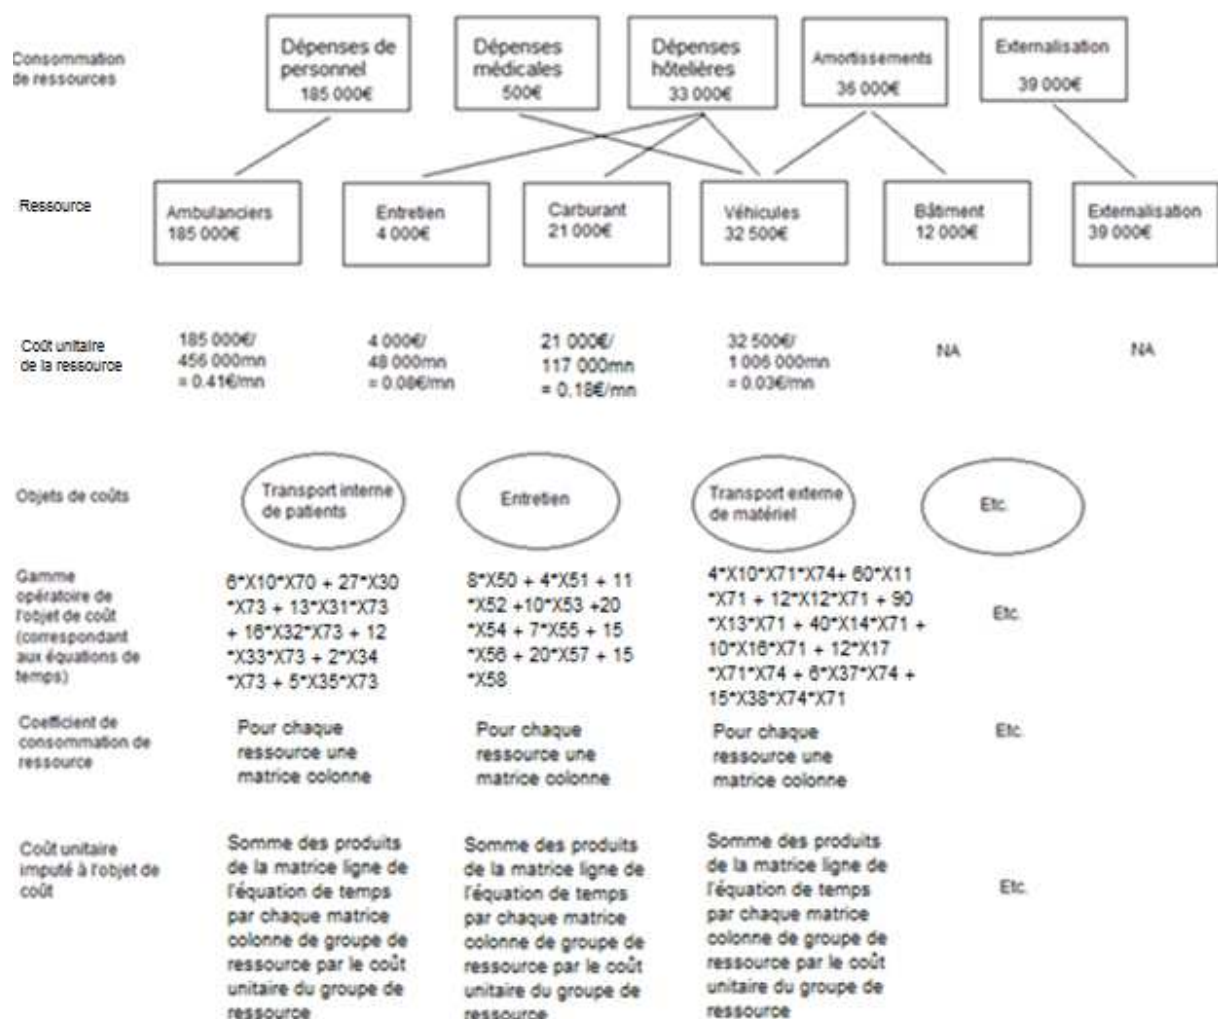 Consommation
de ressources
Dépenses de
personnel
185 000€
Dépenses
médicales
500€
Dépenses
hôtelières
33 000€
Amortissements
36 000€
Externalisation
39 000€
Ressource
Ambulanciers
185 000€
Entretien
4 000€
Carburant
21 000€
Véhicules
32 500€
Bâtiment
12 000€
Externalisation
39 000€
Coût unitaire
de la ressource
185 000€/
456 000mn
= 0.41€/mn
4 000€/
48 000mn
= 0.08€/mn
21 000€/
117 000mn
= 0,18€/mn
32 500€/
1 006 000mn
= 0.03€/mn
NA
NA
Objets de coûts
Transport interne
de patients
Entretien
Transport externe
de matériel
Etc.
Gamme
opératoire de
l'objet de coût
(correspondant
aux équations de
temps)
6*X10*X70 + 27*X30
*X73 + 13*X31*X73
+ 16*X32*X73 + 12
*X33*X73 + 2*X34
*X73 + 5*X35*X73
8*X50 + 4*X51 + 11
*X52 +10*X53 +20
*X54 + 7*X55 + 15
*X56 + 20*X57 + 15
*X58
4*X10*X71*X74+ 60*X11
*X71 + 12*X12*X71 + 90
*X13*X71 + 40*X14*X71 +
10*X16*X71 + 12*X17
*X71*X74 + 6*X37*X74 +
15*X38*X74*X71
Etc.
Coefficient de
consommation de
ressource
Pour chaque
ressource une
matrice colonne
Pour chaque
ressource une
matrice colonne
Pour chaque
ressource une
matrice colonne
Etc.
Coût unitaire
imputé à l'objet de
coût
Somme des produits
de la matrice ligne de
l'équation de temps
par chaque matrice
colonne de groupe de
ressource par le coût
unitaire du groupe de
ressource
Somme des produits
de la matrice ligne de
l'équation de temps
par chaque matrice
colonne de groupe de
ressource par le coût
unitaire du groupe de
ressource
Somme des produits
de la matrice ligne de
l'équation de temps
par chaque matrice
colonne de groupe de
ressource par le coût
unitaire du groupe de
ressource
Etc.